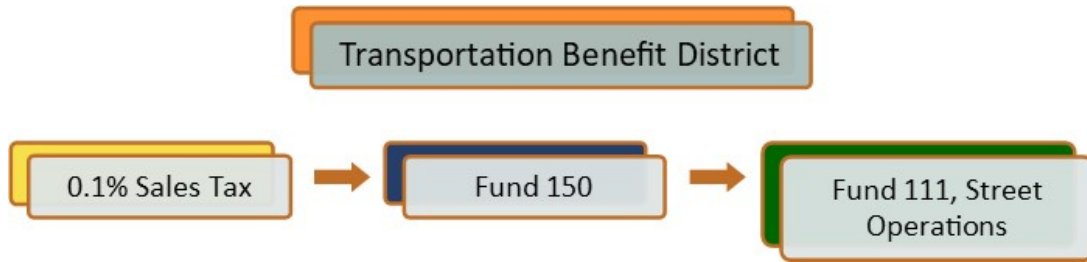 Transportation Benefit District
0.1% Sales Tax
Fund 150
Fund 111, Street
Operations